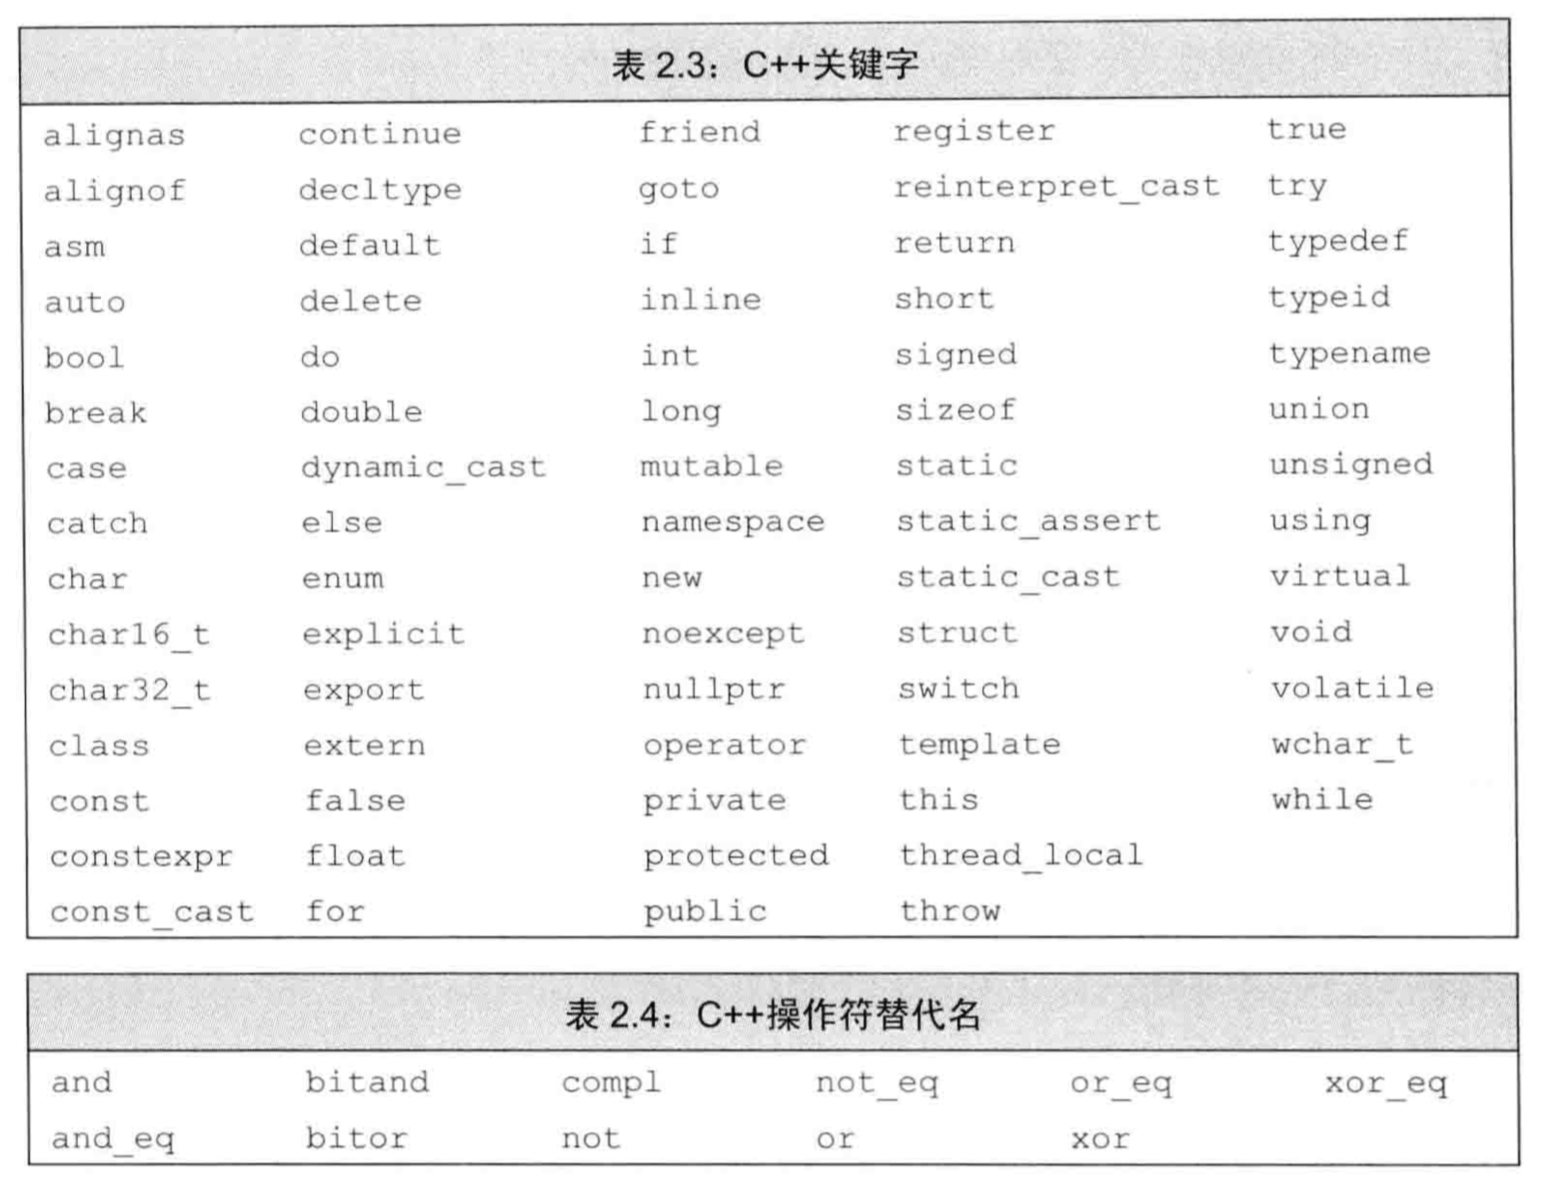 表 2.3：C++关键字
alignas continue friend register true
alignof decltype goto reinterpret_cast try
asm default if return typedef
auto delete inline short typeid
bool do int signed typename
break double long sizeof union
case dynamic_cast mutable static unsigned
catch else namespace static_assert using
char enum new static_cast virtual
char16_t explicit noexcept struct void
char32_t export nullptr switch volatile
class extern operator template wchar_t
const false private this while
constexpr float protected thread_local
const_cast for public throw
表 2.4：C++操作符替代名
and bitand compl not_eq or_eq xor_eq
and_eq bitor not or xor